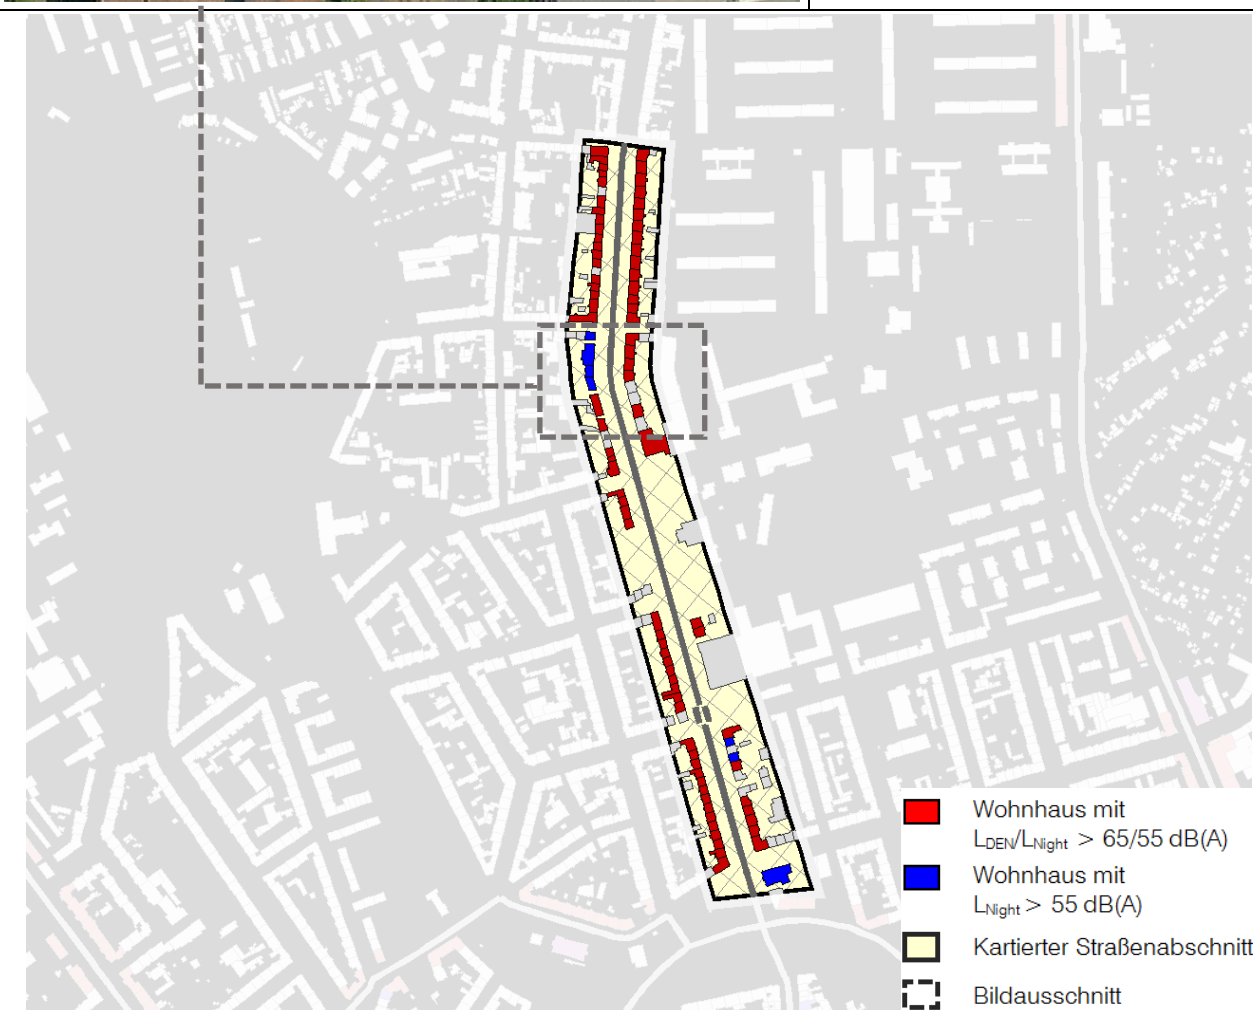 Wohnhaus mit
LDEN/LNight > 65/55 dB(A)
Wohnhaus mit
LNight > 55 dB(A)
Kartierter Straßenabschnitt
Bildausschnitt